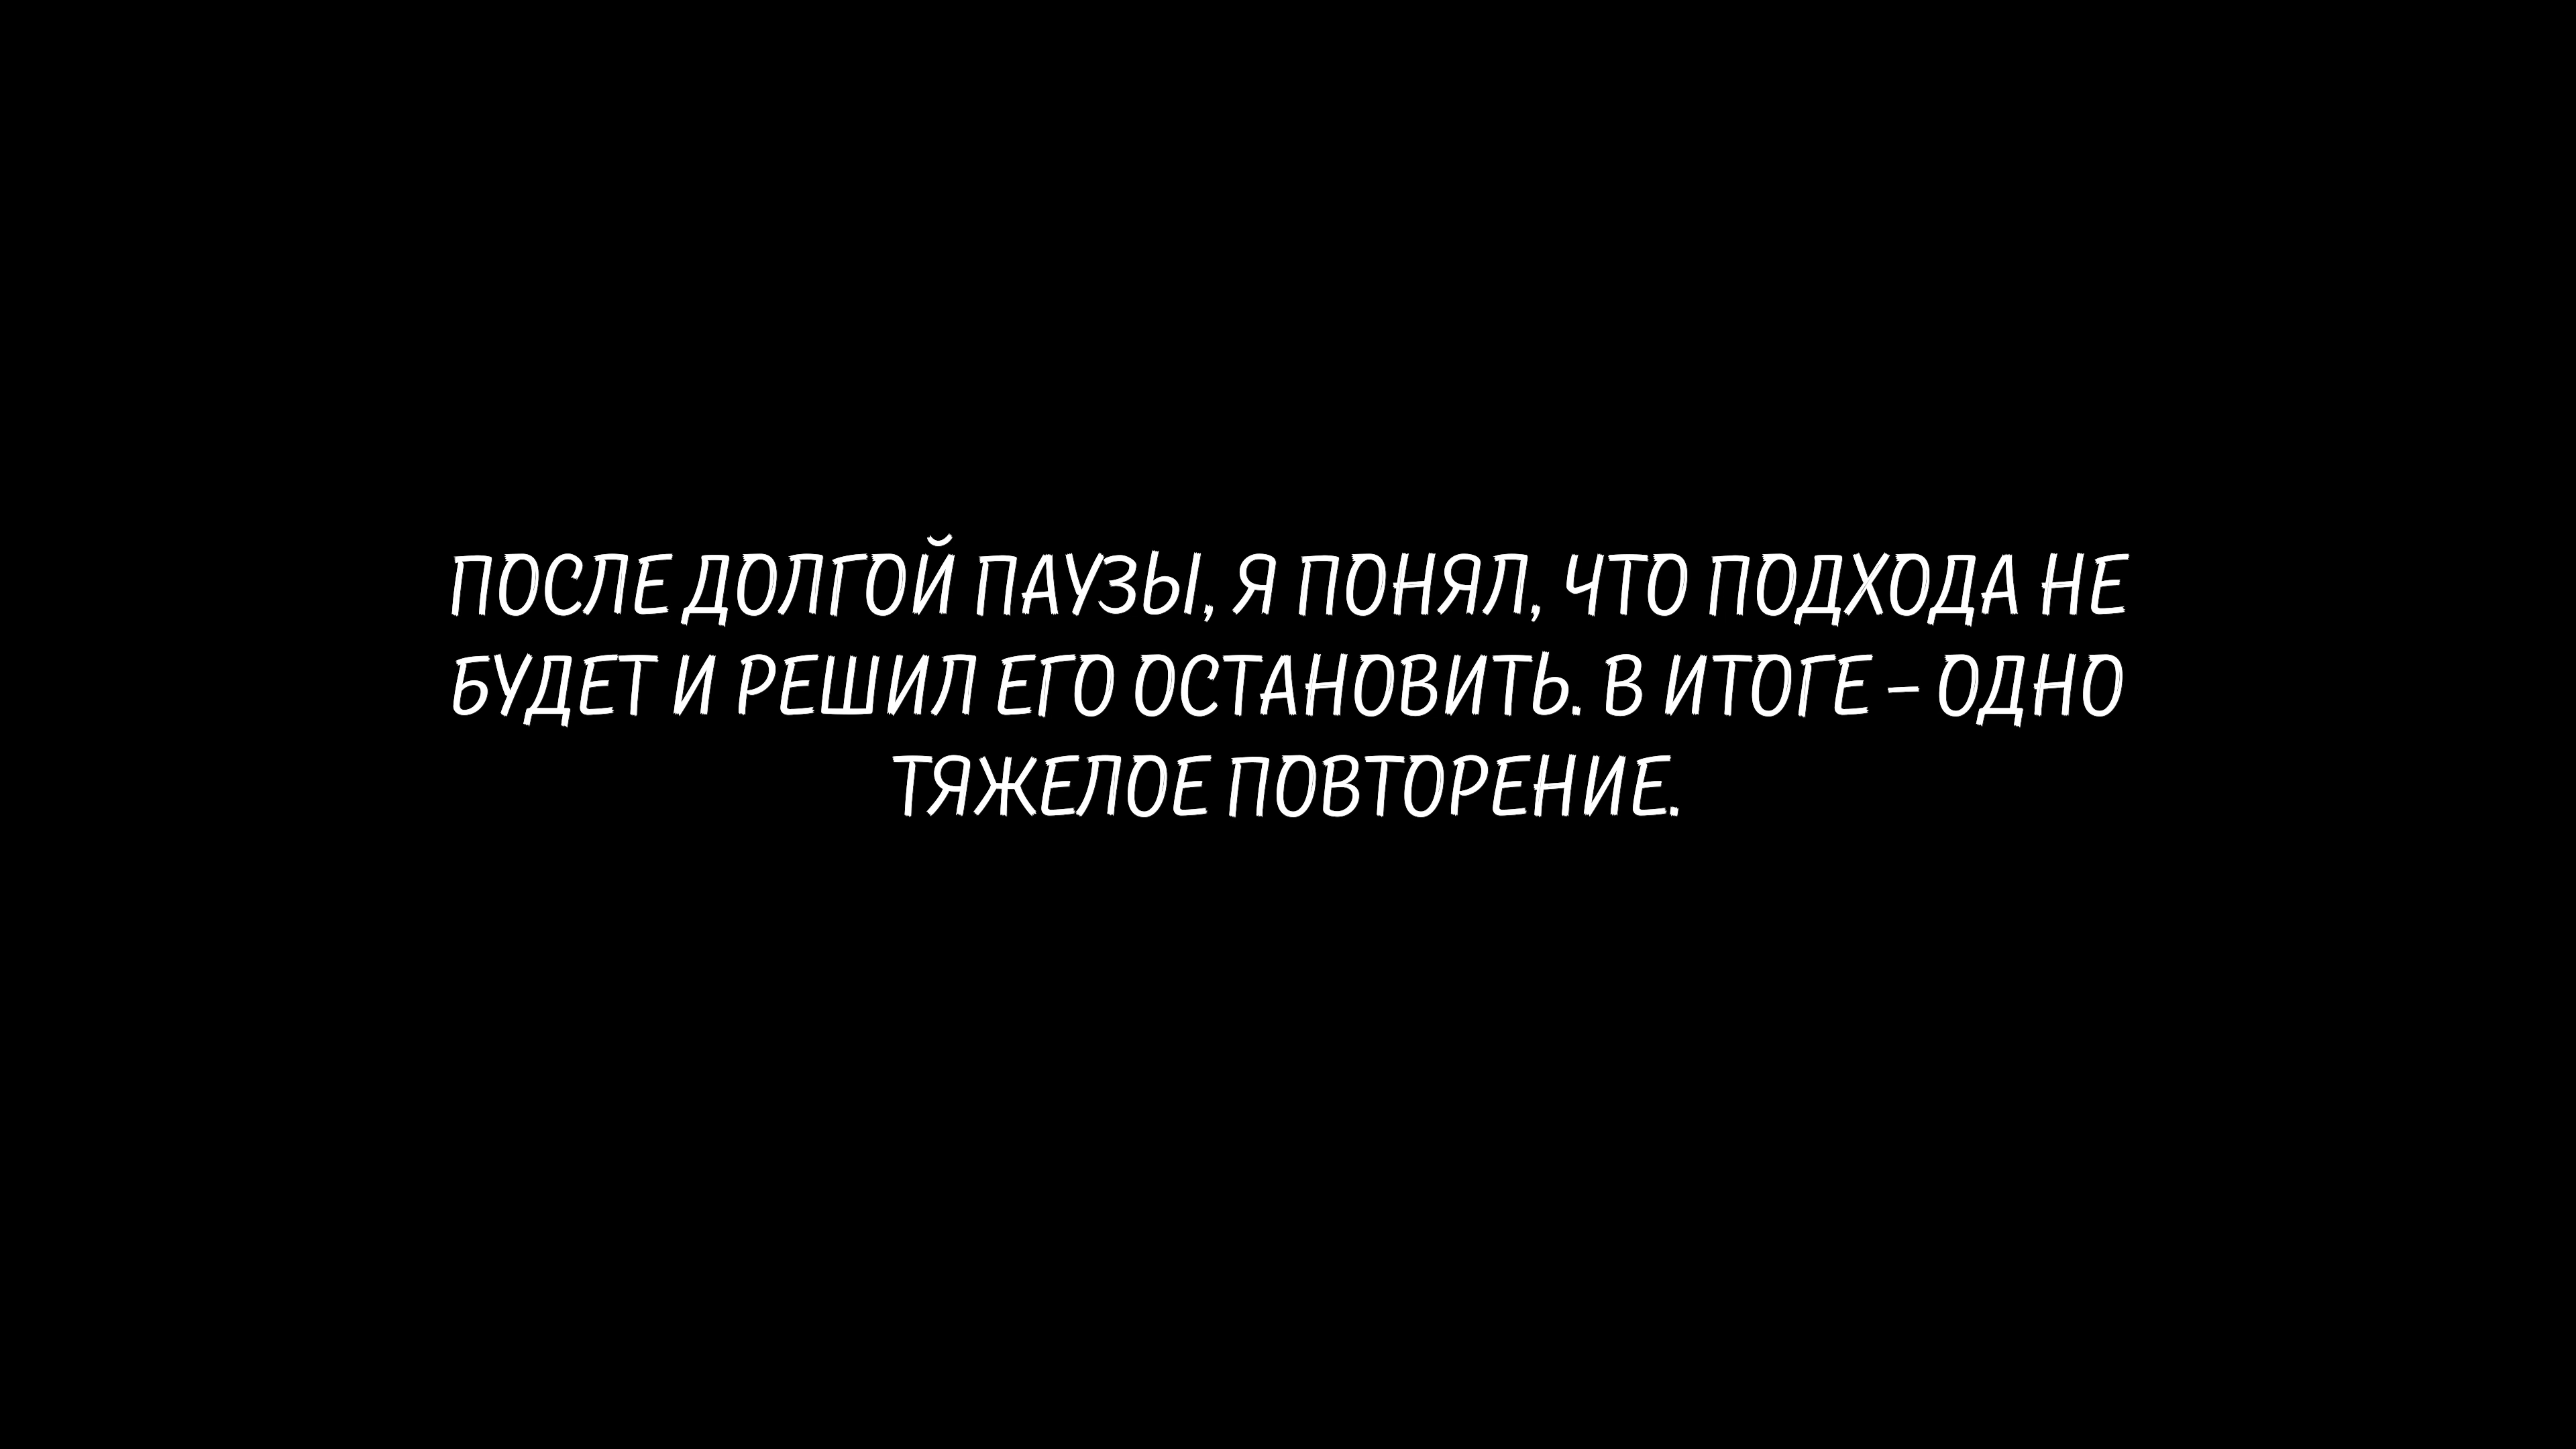 ПОСЛЕ ДОЛГОЙ ПАУЗЫ, Я ПОНЯЛ, ЧТО ПОДХОДА НЕ
БУДЕТ И РЕШИЛ ЕГО ОСТАНОВИТЬ. В ИТОГЕ – ОДНО
ТЯЖЕЛОЕ ПОВТОРЕНИЕ.